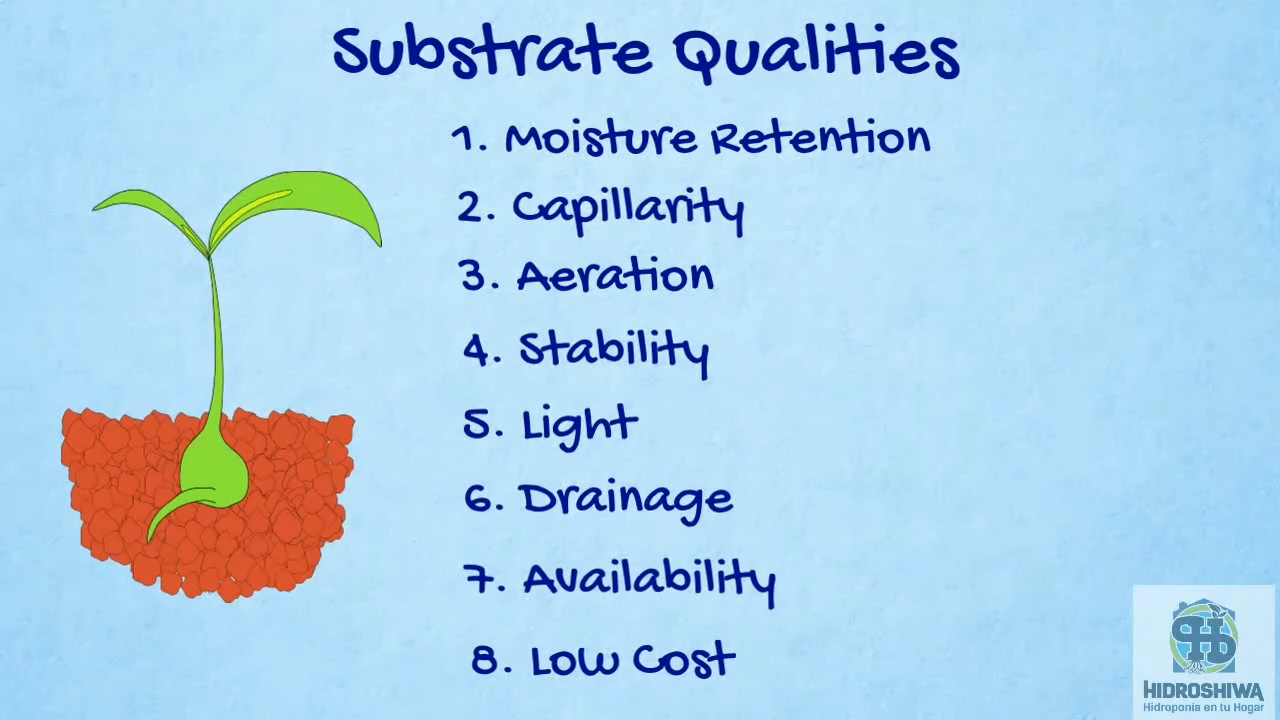 Substrate Qualities
1. Moisture Retention
2. Capillarity
3. Aeration
4. Stability
5. Light
6. Drainage
7. Availability
8. Low Cost
HIDROSHIWA
Hidroponía en tu Hogar